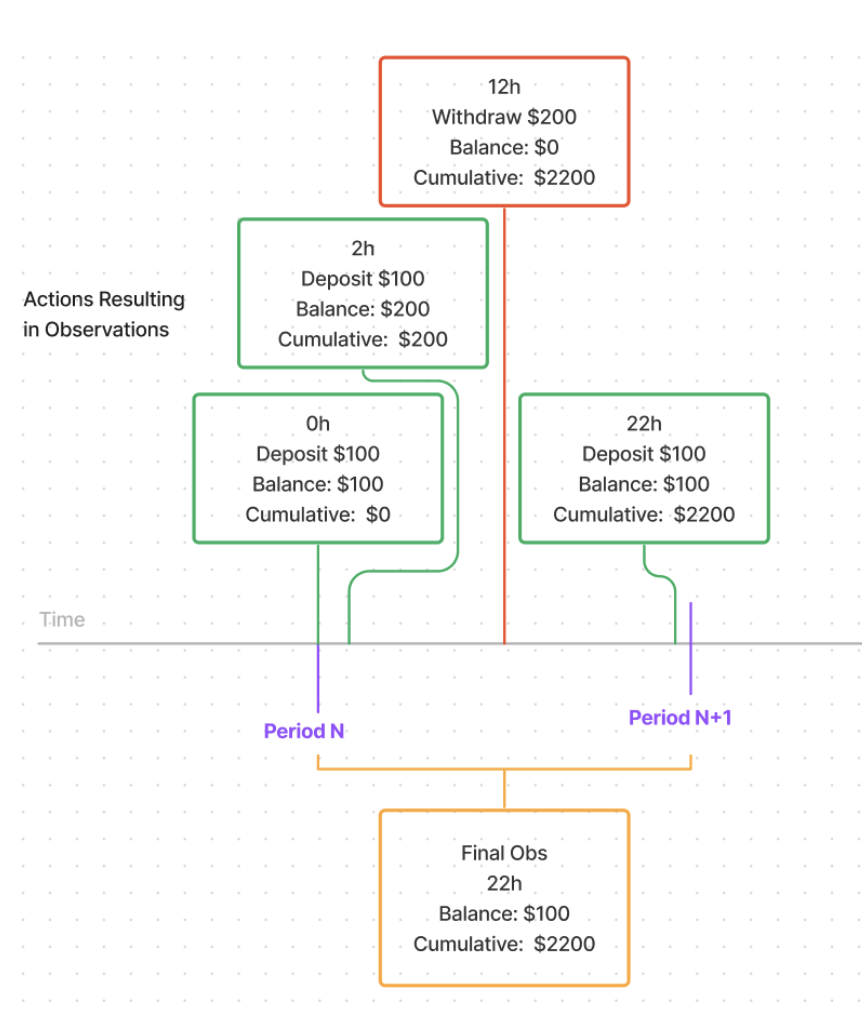 12h
Withdraw $200
Balance: $0
Cumulative: $2200
2h
Deposit $100
Balance: $200
Cumulative: $200
Actions Resulting
in Observations
0h
Deposit $100
Balance: $100
Cumulative: $0
22h
Deposit $100
Balance: $100
Cumulative: $2200
Time
Period N
Period N+1
Final Obs
22h
Balance: $100
Cumulative: $2200